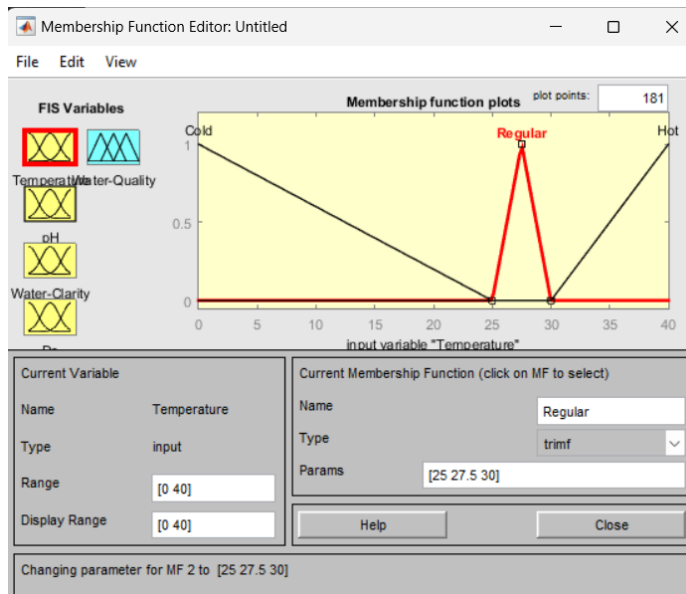 Membership Function Editor: Untitled
File Edit View
FIS Variables
Temperature
Water-Quality
pH
Water-Clarity
Membership function plots
plot points:
181
Cold
Regular
Hot
1
0.5
0
0 5 10 15 20 25 30 35 40
input variable "Temperature"
Current Variable
Name Temperature
Type input
Range [0 40]
Display Range [0 40]
Current Membership Function (click on MF to select)
Name Regular
Type trimf
Params [25 27.5 30]
Help Close
Changing parameter for MF 2 to [25 27.5 30]